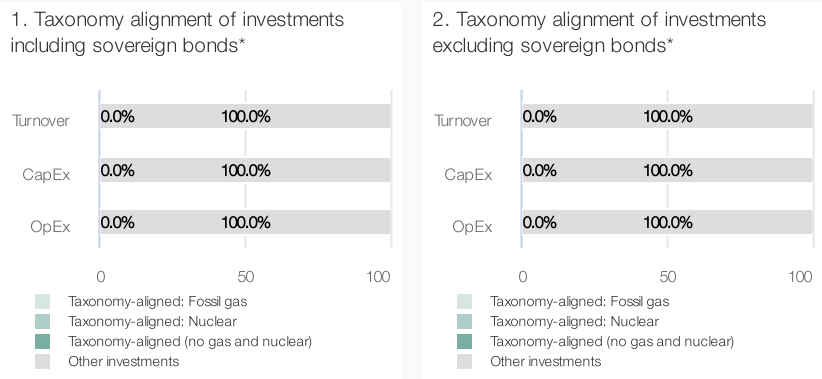 1. Taxonomy alignment of investments
including sovereign bonds*
Turnover 0.0% 100.0%
CapEx 0.0% 100.0%
OpEx 0.0% 100.0%
0 50 100
Taxonomy-aligned: Fossil gas
Taxonomy-aligned: Nuclear
Taxonomy-aligned (no gas and nuclear)
Other investments
2. Taxonomy alignment of investments
excluding sovereign bonds*
Turnover 0.0% 100.0%
CapEx 0.0% 100.0%
OpEx 0.0% 100.0%
0 50 100
Taxonomy-aligned: Fossil gas
Taxonomy-aligned: Nuclear
Taxonomy-aligned (no gas and nuclear)
Other investments